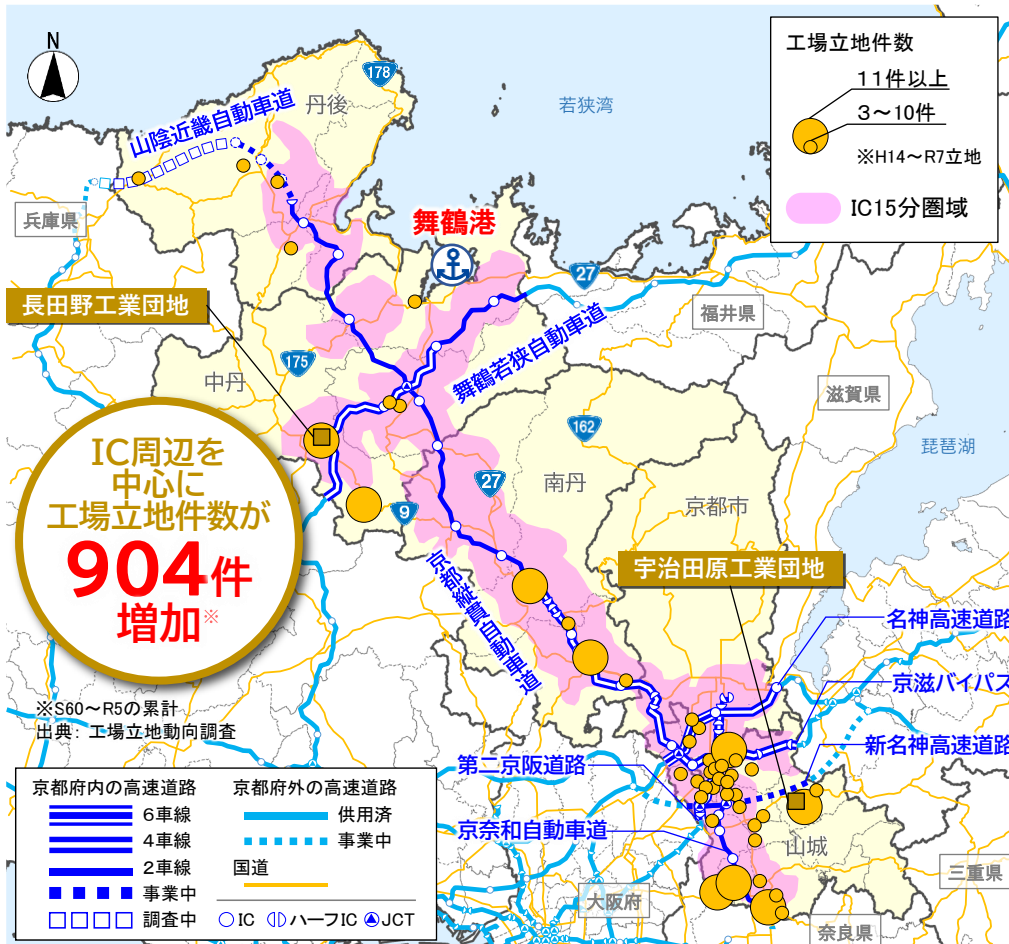 N
178
丹後
若狭湾
山陰近畿自動車道
兵庫県
工場立地件数
11件以上
3～10件
※H14～R7立地
IC15分圏域
舞鶴港
27
福井県
長田野工業団地
175
中丹
舞鶴若狭自動車道
滋賀県
162
琵琶湖
IC周辺を
中心に
工場立地件数が
904件
増加※
27
南丹
9
京都市
京都縦貫自動車道
宇治田原工業団地
名神高速道路
京滋バイパス
※S60～R5の累計
出典: 工場立地動向調査
新名神高速道路
第二京阪道路
京奈和自動車道
山城
三重県
大阪府
奈良県
京都府内の高速道路
6車線
4車線
2車線
事業中
調査中
京都府外の高速道路
供用済
事業中
国道
IC ハーフIC JCT